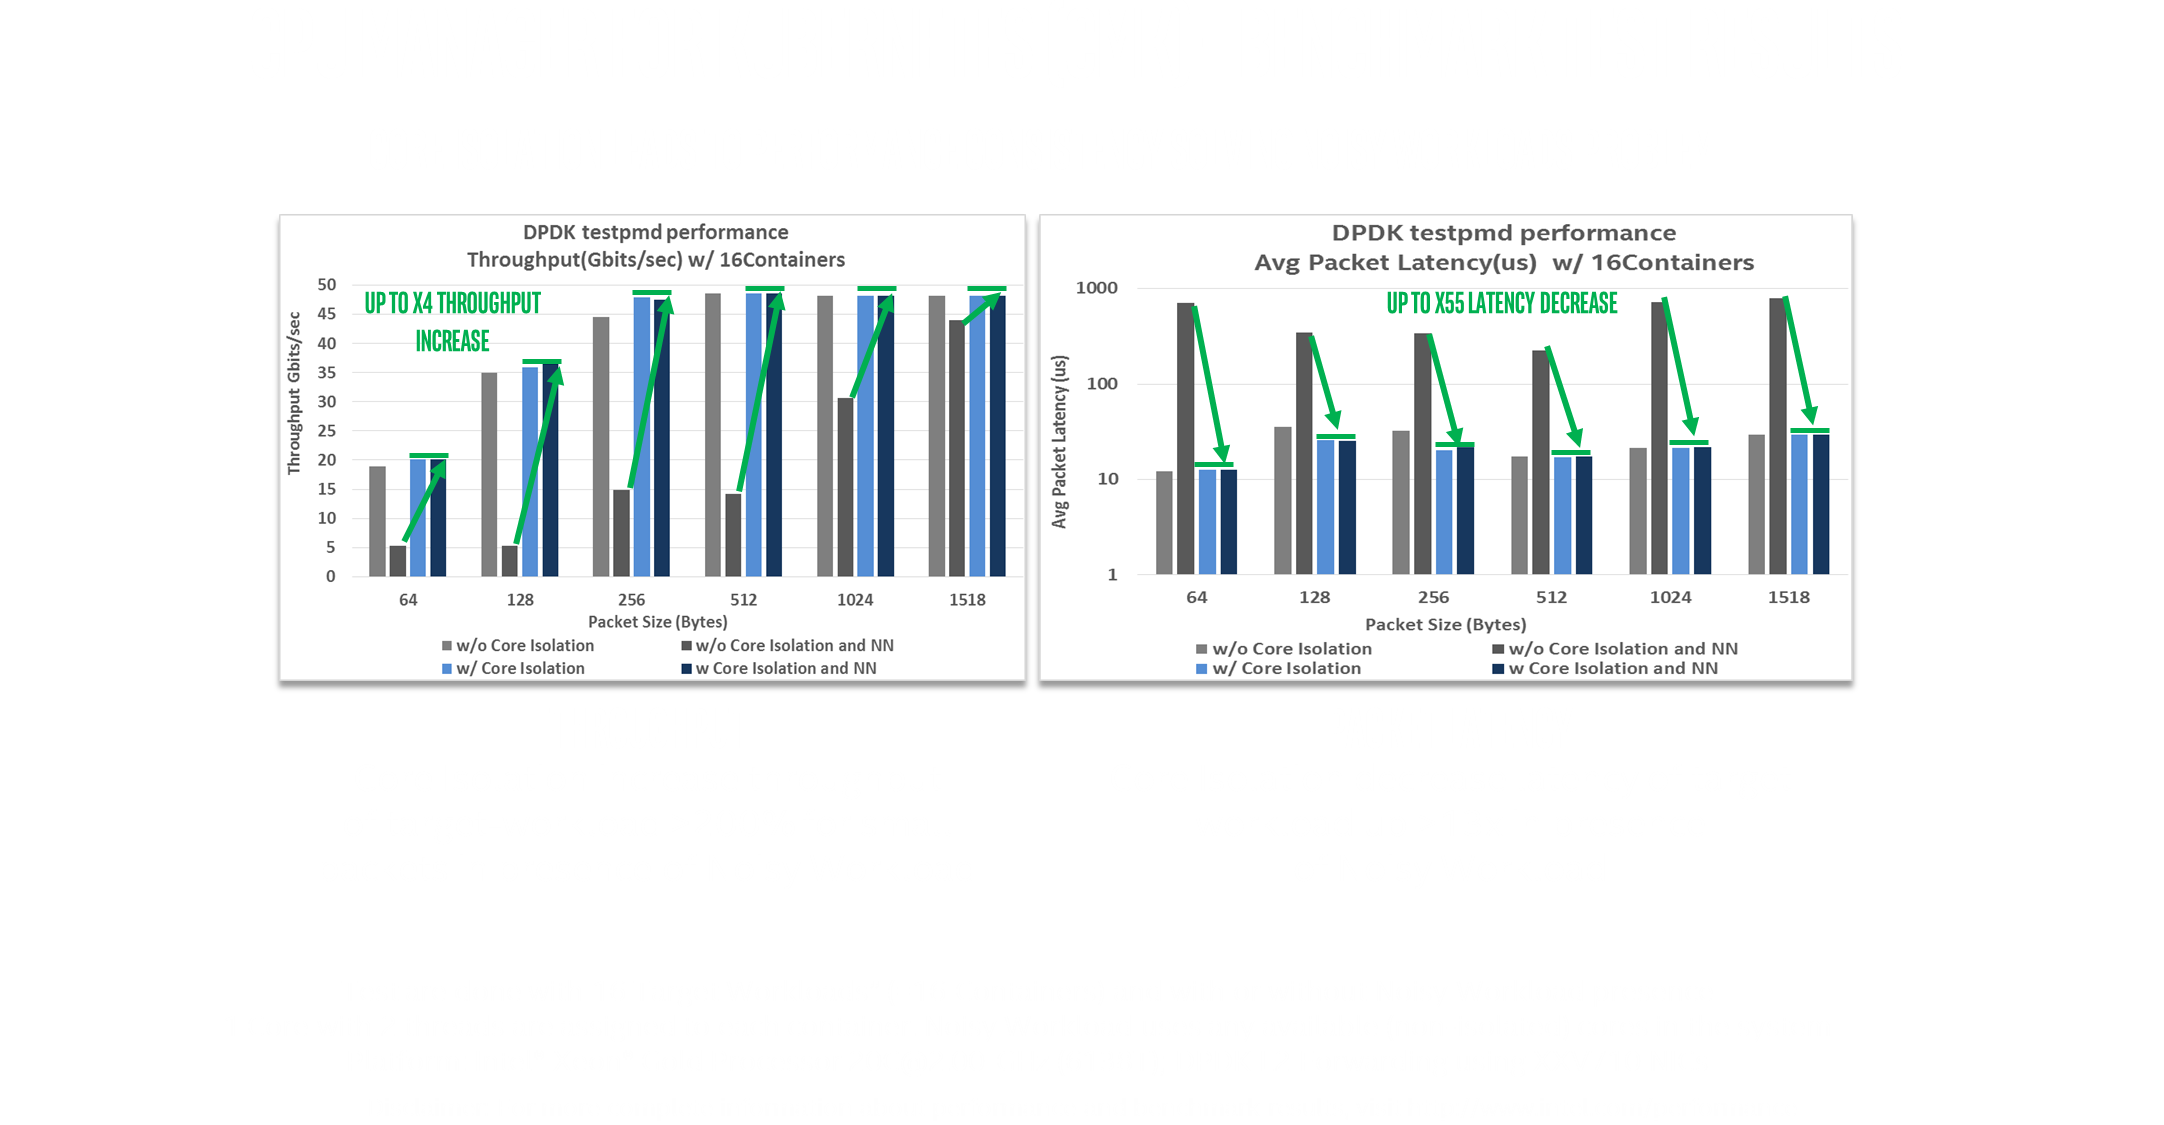 DPDK testpmd performance
Throughput(Gbits/sec) w/ 16Containers
UP TO X4 THROUGHPUT
INCREASE
Throughput Gbits/sec
50
45
40
35
30
25
20
15
10
5
0
64 128 256 512 1024 1518
Packet Size (Bytes)
w/o Core Isolation w/o Core Isolation and NN
w/ Core Isolation w Core Isolation and NN
DPDK testpmd performance
Avg Packet Latency(us) w/ 16Containers
UP TO X55 LATENCY DECREASE
Avg Packet Latency (us)
1000
100
10
1
64 128 256 512 1024 1518
Packet Size (Bytes)
w/o Core Isolation w/o Core Isolation and NN
w/ Core Isolation w Core Isolation and NN